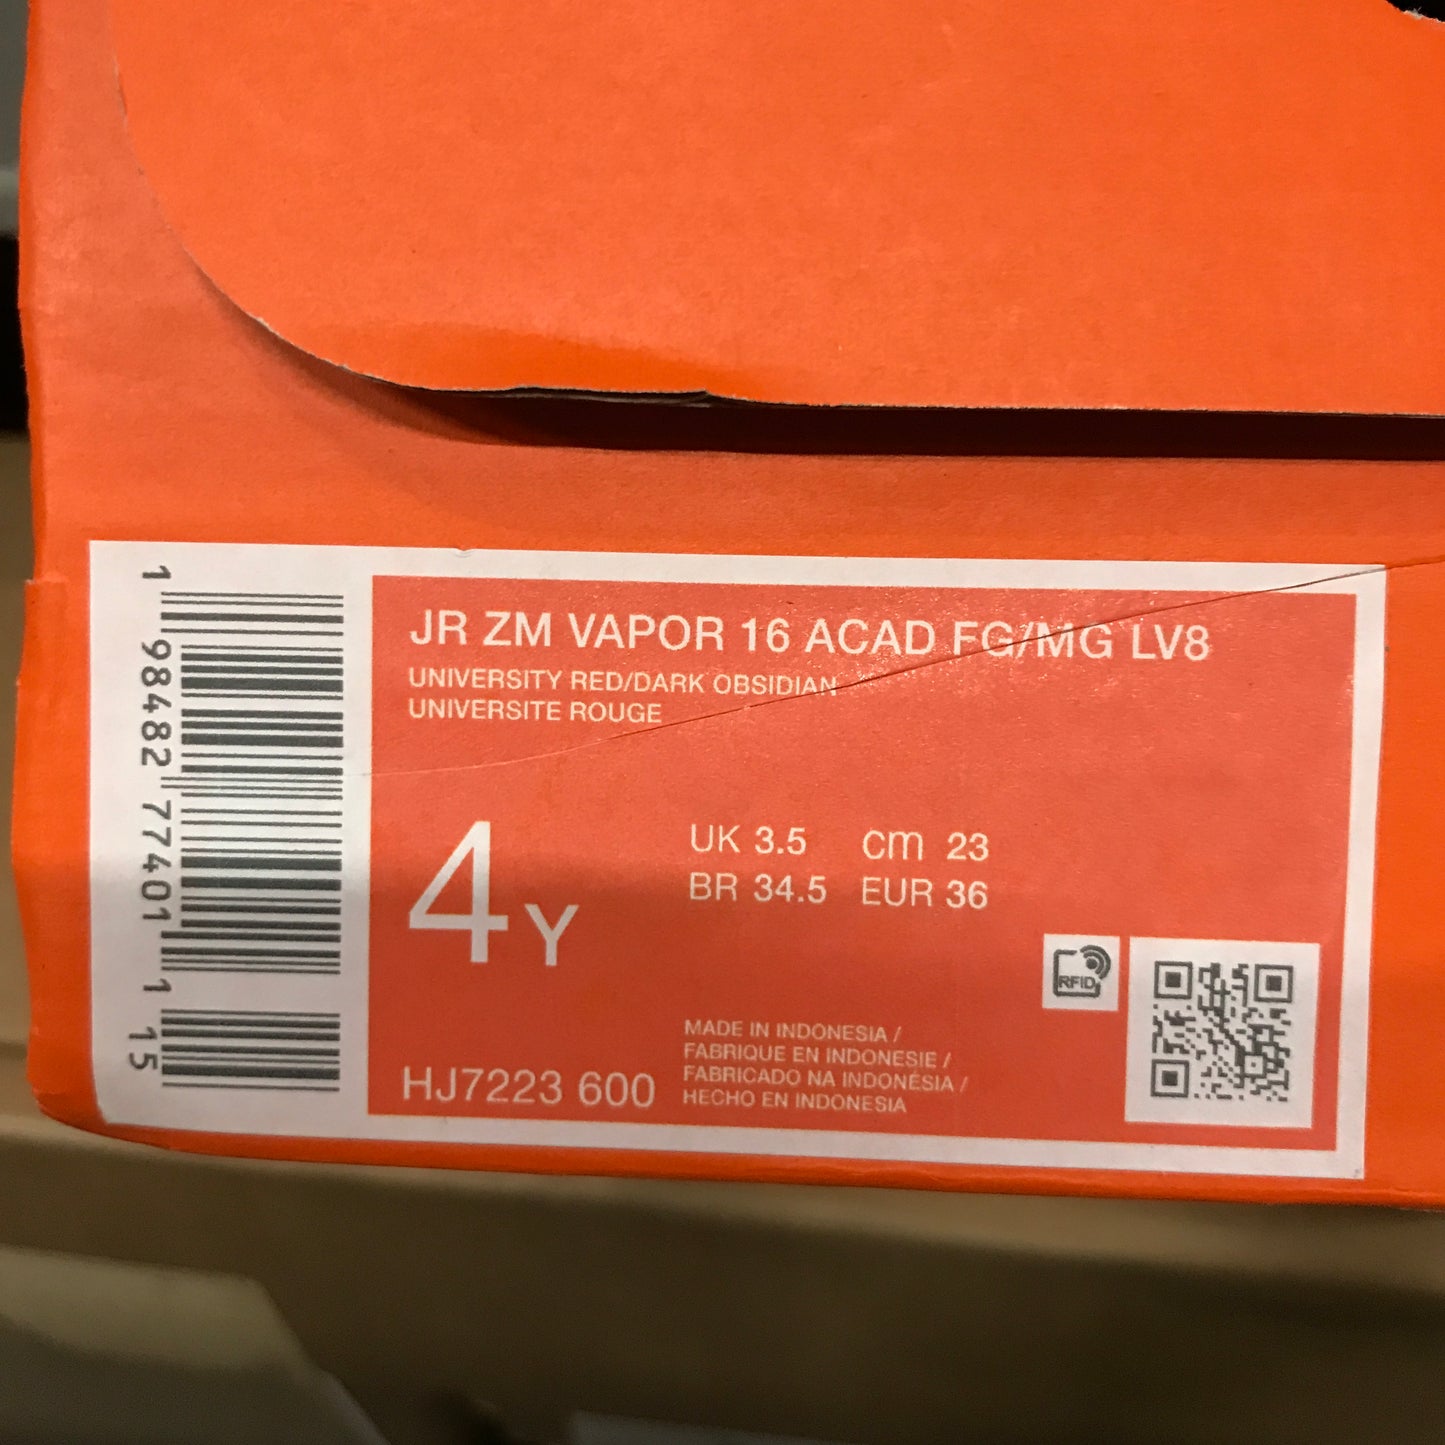 JR ZM VAPOR 16 ACAD FG/MG LV8
UNIVERSITY RED/DARK OBSIDIAN
UNIVERSITE ROUGE
4Y
UK 3.5 cm 23
BR 34.5 EUR 36
RFID
HJ7223 600
MADE IN INDONESIA /
FABRIQUE EN INDONESIE /
FABRICADO NA INDONÉSIA /
HECHO EN INDONESIA
1 98482 77401 1 15